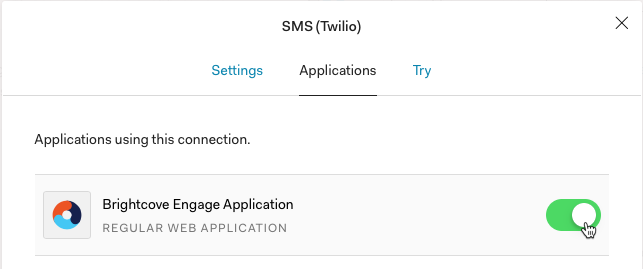 SMS (Twilio)
Settings Applications Try
Applications using this connection.
Brightcove Engage Application
REGULAR WEB APPLICATION